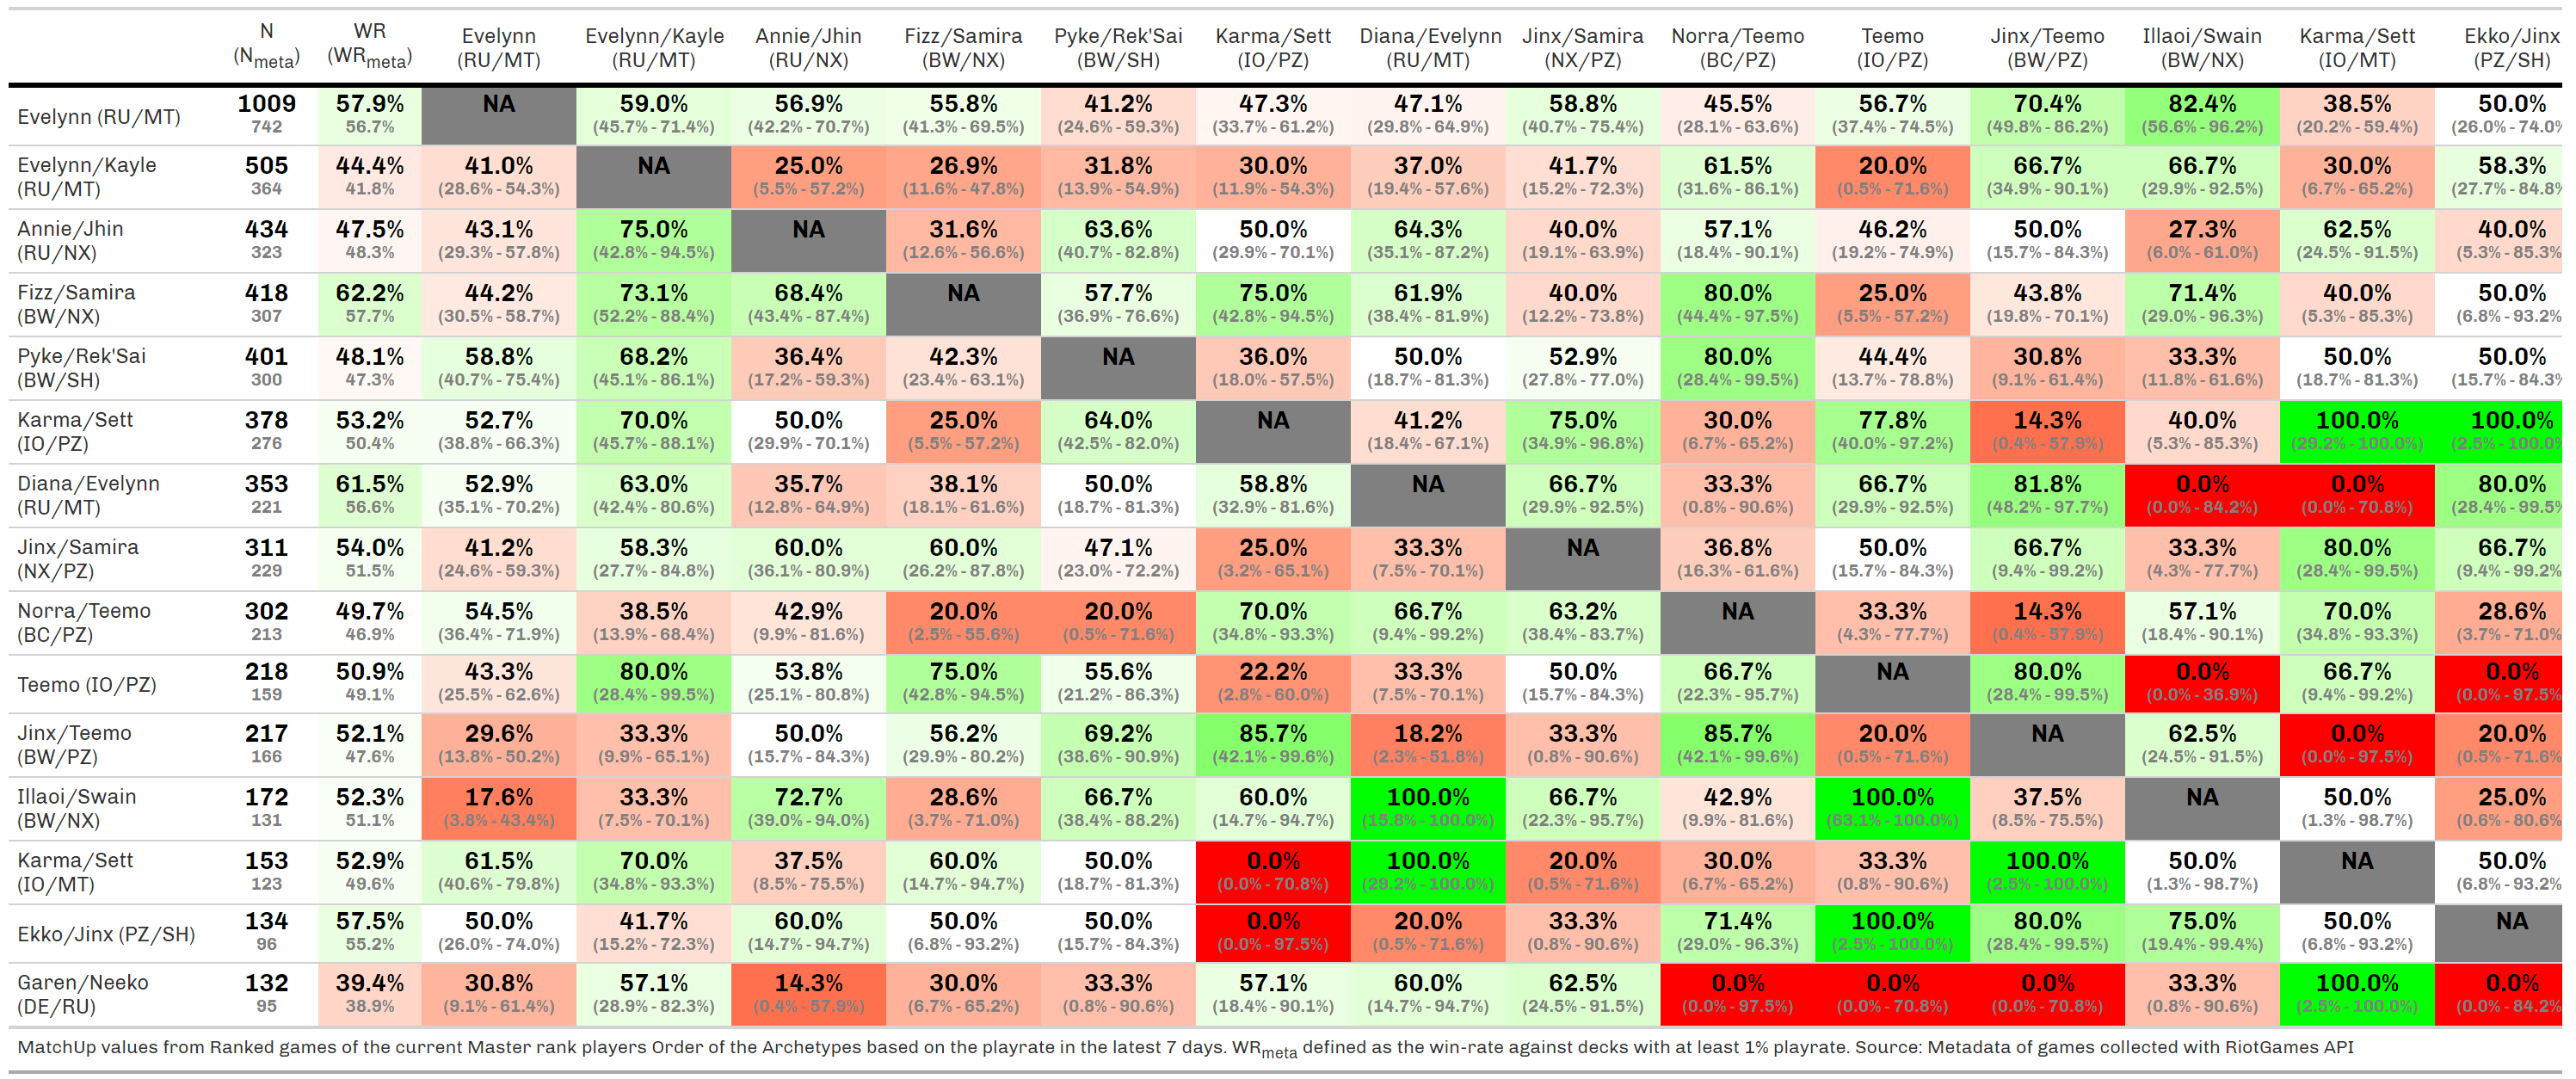 N WR Evelynn Evelynn/Kayle Annie/Jhin Fizz/Samira Pyke/Rek'Sai Karma/Sett Diana/Evelynn Jinx/Samira Norra/Teemo Teemo Jinx/Teemo Illaoi/Swain Karma/Sett Ekko/Jinx
(Nmeta) (WRmeta) (RU/MT) (RU/MT) (RU/NX) (BW/NX) (BW/SH) (IO/PZ) (RU/MT) (NX/PZ) (BC/PZ) (IO/PZ) (BW/PZ) (BW/NX) (IO/MT) (PZ/SH)
Evelynn (RU/MT) 1009 57.9% NA 59.0% 56.9% 55.8% 41.2% 47.3% 47.1% 58.8% 45.5% 56.7% 70.4% 82.4% 38.5% 50.0%
742 56.7% (45.7% - 71.4%) (42.2% - 70.7%) (41.3% - 69.5%) (24.6% - 59.3%) (33.7% - 61.2%) (29.8% - 64.9%) (40.7% - 75.4%) (28.1% - 63.6%) (37.4% - 74.5%) (49.8% - 86.2%) (56.6% - 96.2%) (20.2% - 59.4%) (26.0% - 74.0%
Evelynn/Kayle 505 44.4% 41.0% NA 25.0% 26.9% 31.8% 30.0% 37.0% 41.7% 61.5% 20.0% 66.7% 66.7% 30.0% 58.3%
(RU/MT) 364 41.8% (28.6% - 54.3%) (5.5% - 57.2%) (11.6% - 47.8%) (13.9% - 54.9%) (11.9% - 54.3%) (19.4% - 57.6%) (15.2% - 72.3%) (31.6% - 86.1%) (0.5% - 71.6%) (34.9% - 90.1%) (29.9% - 92.5%) (6.7% - 65.2%) (27.7% - 84.8%
Annie/Jhin 434 47.5% 43.1% 75.0% NA 31.6% 63.6% 50.0% 64.3% 40.0% 57.1% 46.2% 50.0% 27.3% 62.5% 40.0%
(RU/NX) 323 48.3% (29.3% - 57.8%) (42.8% - 94.5%) (12.6% - 56.6%) (40.7% - 82.8%) (29.9% - 70.1%) (35.1% - 87.2%) (19.1% - 63.9%) (18.4% - 90.1%) (19.2% - 74.9%) (15.7% - 84.3%) (6.0% - 61.0%) (24.5% - 91.5%) (5.3% - 85.3%
Fizz/Samira 418 62.2% 44.2% 73.1% 68.4% NA 57.7% 75.0% 61.9% 40.0% 80.0% 25.0% 43.8% 71.4% 40.0% 50.0%
(BW/NX) 307 57.7% (30.5% - 58.7%) (52.2% - 88.4%) (43.4% - 87.4%) (36.9% - 76.6%) (42.8% - 94.5%) (38.4% - 81.9%) (12.2% - 73.8%) (44.4% - 97.5%) (5.5% - 57.2%) (19.8% - 70.1%) (29.0% - 96.3%) (5.3% - 85.3%) (6.8% - 93.2%
Pyke/Rek'Sai 401 48.1% 58.8% 68.2% 36.4% 42.3% NA 36.0% 50.0% 52.9% 80.0% 44.4% 30.8% 33.3% 50.0% 50.0%
(BW/SH) 300 47.3% (40.7% - 75.4%) (45.1% - 86.1%) (17.2% - 59.3%) (23.4% - 63.1%) (18.0% - 57.5%) (18.7% - 81.3%) (27.8% - 77.0%) (28.4% - 99.5%) (13.7% - 78.8%) (9.1% - 61.4%) (11.8% - 61.6%) (18.7% - 81.3%) (15.7% - 84.3%
Karma/Sett 378 53.2% 52.7% 70.0% 50.0% 25.0% 64.0% NA 41.2% 75.0% 30.0% 77.8% 14.3% 40.0% 100.0% 100.0%
(IO/PZ) 276 50.4% (38.8% - 66.3%) (45.7% - 88.1%) (29.9% - 70.1%) (5.5% - 57.2%) (42.5% - 82.0%) (18.4% - 67.1%) (34.9% - 96.8%) (6.7% - 65.2%) (40.0% - 97.2%) (0.4% - 57.9%) (5.3% - 85.3%) (29.2% - 100.0%) (2.5% - 100.0%
Diana/Evelynn 353 61.5% 52.9% 63.0% 35.7% 38.1% 50.0% 58.8% NA 66.7% 33.3% 66.7% 81.8% 0.0% 0.0% 80.0%
(RU/MT) 221 56.6% (35.1% - 70.2%) (42.4% - 80.6%) (12.8% - 64.9%) (18.1% - 61.6%) (18.7% - 81.3%) (32.9% - 81.6%) (29.9% - 92.5%) (0.8% - 90.6%) (29.9% - 92.5%) (48.2% - 97.7%) (0.0% - 84.2%) (0.0% - 70.8%) (28.4% - 99.5%
Jinx/Samira 311 54.0% 41.2% 58.3% 60.0% 60.0% 47.1% 25.0% 33.3% NA 36.8% 50.0% 66.7% 33.3% 80.0% 66.7%
(NX/PZ) 229 51.5% (24.6% - 59.3%) (27.7% - 84.8%) (36.1% - 80.9%) (26.2% - 87.8%) (23.0% - 72.2%) (3.2% - 65.1%) (7.5% - 70.1%) (16.3% - 61.6%) (15.7% - 84.3%) (9.4% - 99.2%) (4.3% - 77.7%) (28.4% - 99.5%) (9.4% - 99.2%
Norra/Teemo 302 49.7% 54.5% 38.5% 42.9% 20.0% 20.0% 70.0% 66.7% 63.2% NA 33.3% 14.3% 57.1% 70.0% 28.6%
(BC/PZ) 213 46.9% (36.4% - 71.9%) (13.9% - 68.4%) (9.9% - 81.6%) (2.5% - 55.6%) (0.5% - 71.6%) (34.8% - 93.3%) (9.4% - 99.2%) (38.4% - 83.7%) (4.3% - 77.7%) (0.4% - 57.9%) (18.4% - 90.1%) (34.8% - 93.3%) (3.7% - 71.0%
Teemo (IO/PZ) 218 50.9% 43.3% 80.0% 53.8% 75.0% 55.6% 22.2% 33.3% 50.0% 66.7% NA 80.0% 0.0% 66.7% 0.0%
159 49.1% (25.5% - 62.6%) (28.4% - 99.5%) (25.1% - 80.8%) (42.8% - 94.5%) (21.2% - 86.3%) (2.8% - 60.0%) (7.5% - 70.1%) (15.7% - 84.3%) (22.3% - 95.7%) (28.4% - 99.5%) (0.0% - 36.9%) (9.4% - 99.2%) (0.0% - 97.5%
Jinx/Teemo 217 52.1% 29.6% 33.3% 50.0% 56.2% 69.2% 85.7% 18.2% 33.3% 85.7% 20.0% NA 62.5% 0.0% 20.0%
(BW/PZ) 166 47.6% (13.8% - 50.2%) (9.9% - 65.1%) (15.7% - 84.3%) (29.9% - 80.2%) (38.6% - 90.9%) (42.1% - 99.6%) (2.3% - 51.8%) (0.8% - 90.6%) (42.1% - 99.6%) (0.5% - 71.6%) (24.5% - 91.5%) (0.0% - 97.5%) (0.5% - 71.6%
Illaoi/Swain 172 52.3% 17.6% 33.3% 72.7% 28.6% 66.7% 60.0% 100.0% 66.7% 42.9% 100.0% 37.5% NA 50.0% 25.0%
(BW/NX) 131 51.1% (3.8% - 43.4%) (7.5% - 70.1%) (39.0% - 94.0%) (3.7% - 71.0%) (38.4% - 88.2%) (14.7% - 94.7%) (15.8% - 100.0%) (22.3% - 95.7%) (9.9% - 81.6%) (63.1% - 100.0%) (8.5% - 75.5%) (1.3% - 98.7%) (0.6% - 80.6%
Karma/Sett 153 52.9% 61.5% 70.0% 37.5% 60.0% 50.0% 0.0% 100.0% 20.0% 30.0% 33.3% 100.0% 50.0% NA 50.0%
(IO/MT) 123 49.6% (40.6% - 79.8%) (34.8% - 93.3%) (8.5% - 75.5%) (14.7% - 94.7%) (18.7% - 81.3%) (0.0% - 70.8%) (29.2% - 100.0%) (0.5% - 71.6%) (6.7% - 65.2%) (0.8% - 90.6%) (2.5% - 100.0%) (1.3% - 98.7%) (6.8% - 93.2%
Ekko/Jinx (PZ/SH) 134 57.5% 50.0% 41.7% 60.0% 50.0% 50.0% 0.0% 20.0% 33.3% 71.4% 100.0% 80.0% 75.0% 50.0% NA
96 55.2% (26.0% - 74.0%) (15.2% - 72.3%) (14.7% - 94.7%) (6.8% - 93.2%) (15.7% - 84.3%) (0.0% - 97.5%) (0.5% - 71.6%) (0.8% - 90.6%) (29.0% - 96.3%) (2.5% - 100.0%) (28.4% - 99.5%) (19.4% - 99.4%) (6.8% - 93.2%)
Garen/Neeko 132 39.4% 30.8% 57.1% 14.3% 30.0% 33.3% 57.1% 60.0% 62.5% 0.0% 0.0% 0.0% 33.3% 100.0% 0.0%
(DE/RU) 95 38.9% (9.1% - 61.4%) (28.9% - 82.3%) (0.4% - 57.9%) (6.7% - 65.2%) (0.8% - 90.6%) (18.4% - 90.1%) (14.7% - 94.7%) (24.5% - 91.5%) (0.0% - 97.5%) (0.0% - 70.8%) (0.0% - 70.8%) (0.8% - 90.6%) (2.5% - 100.0%) (0.0% - 84.2%
MatchUp values from Ranked games of the current Master rank players Order of the Archetypes based on the playrate in the latest 7 days. WRmeta defined as the win-rate against decks with at least 1% playrate. Source: Metadata of games collected with RiotGames API